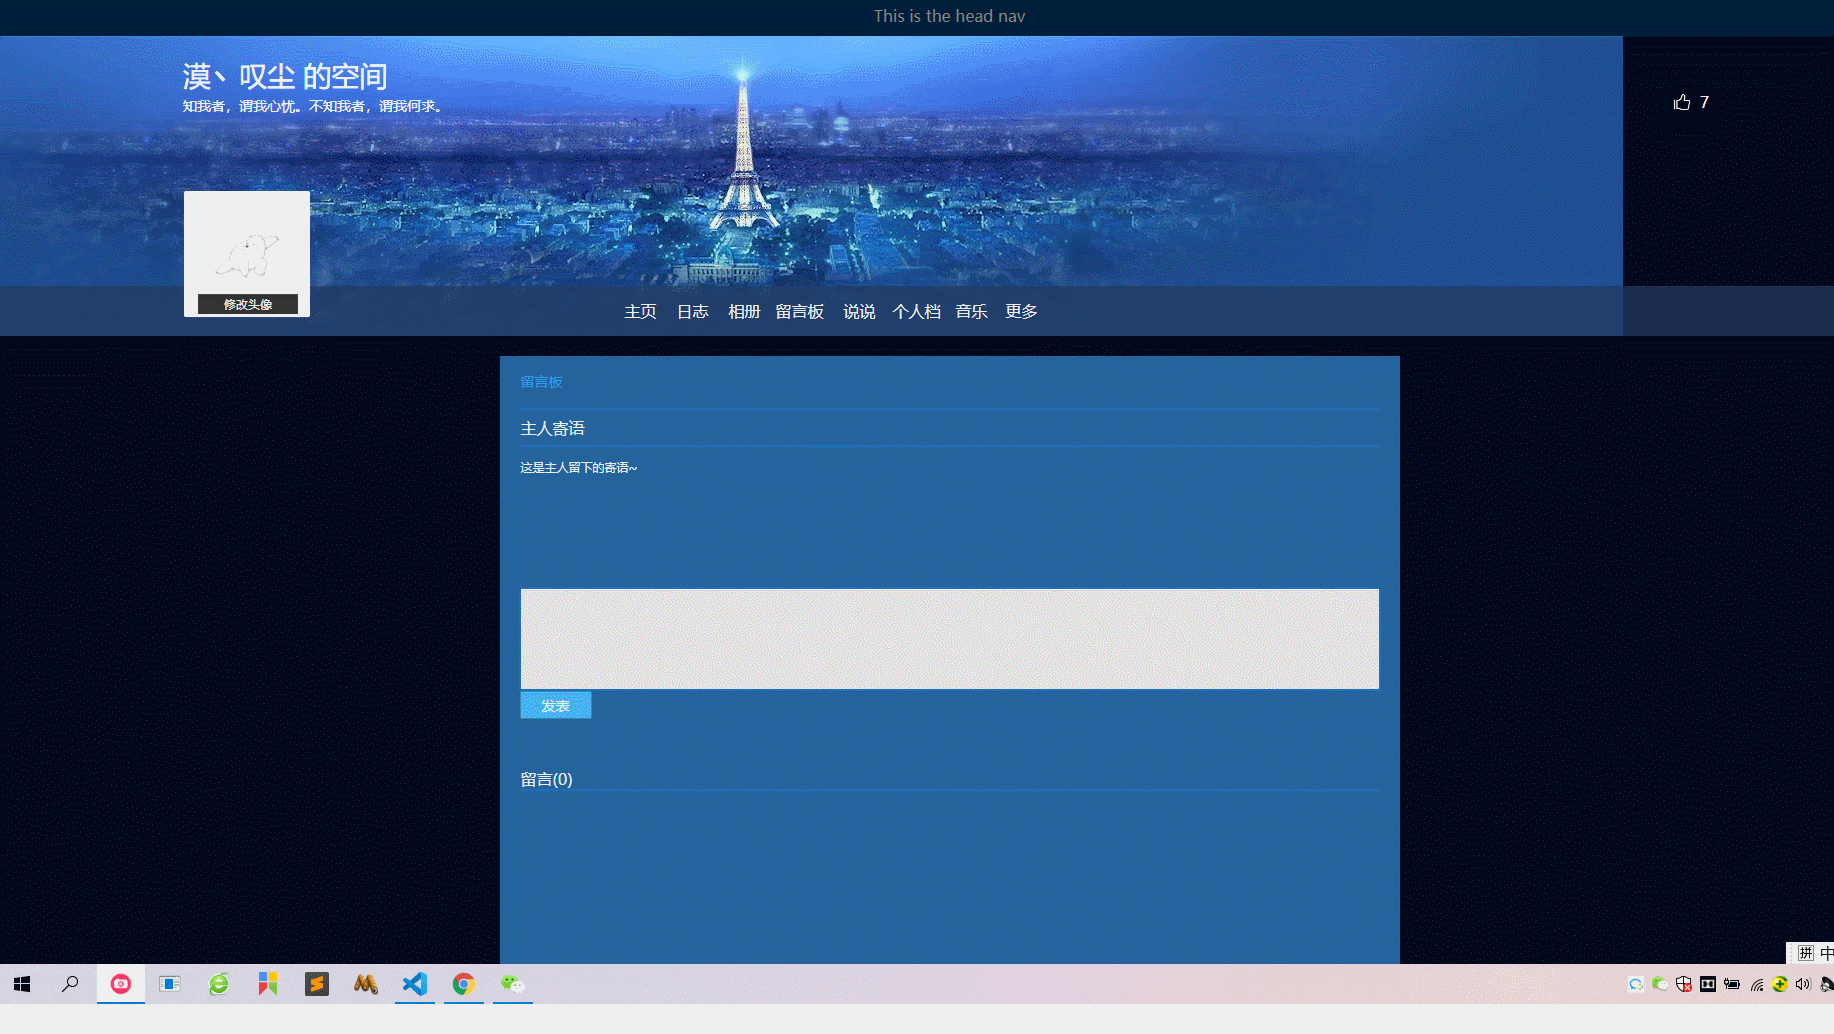 This is the head nav
漠丶 叹尘 的空间
知我者，谓我心忧。不知我者，谓我何求。
7
修改头像
主页 日志 相册 留言板 说说 个人档 音乐 更多
留言板
主人寄语
这是主人留下的寄语~
发表
留言(0)
拼 中